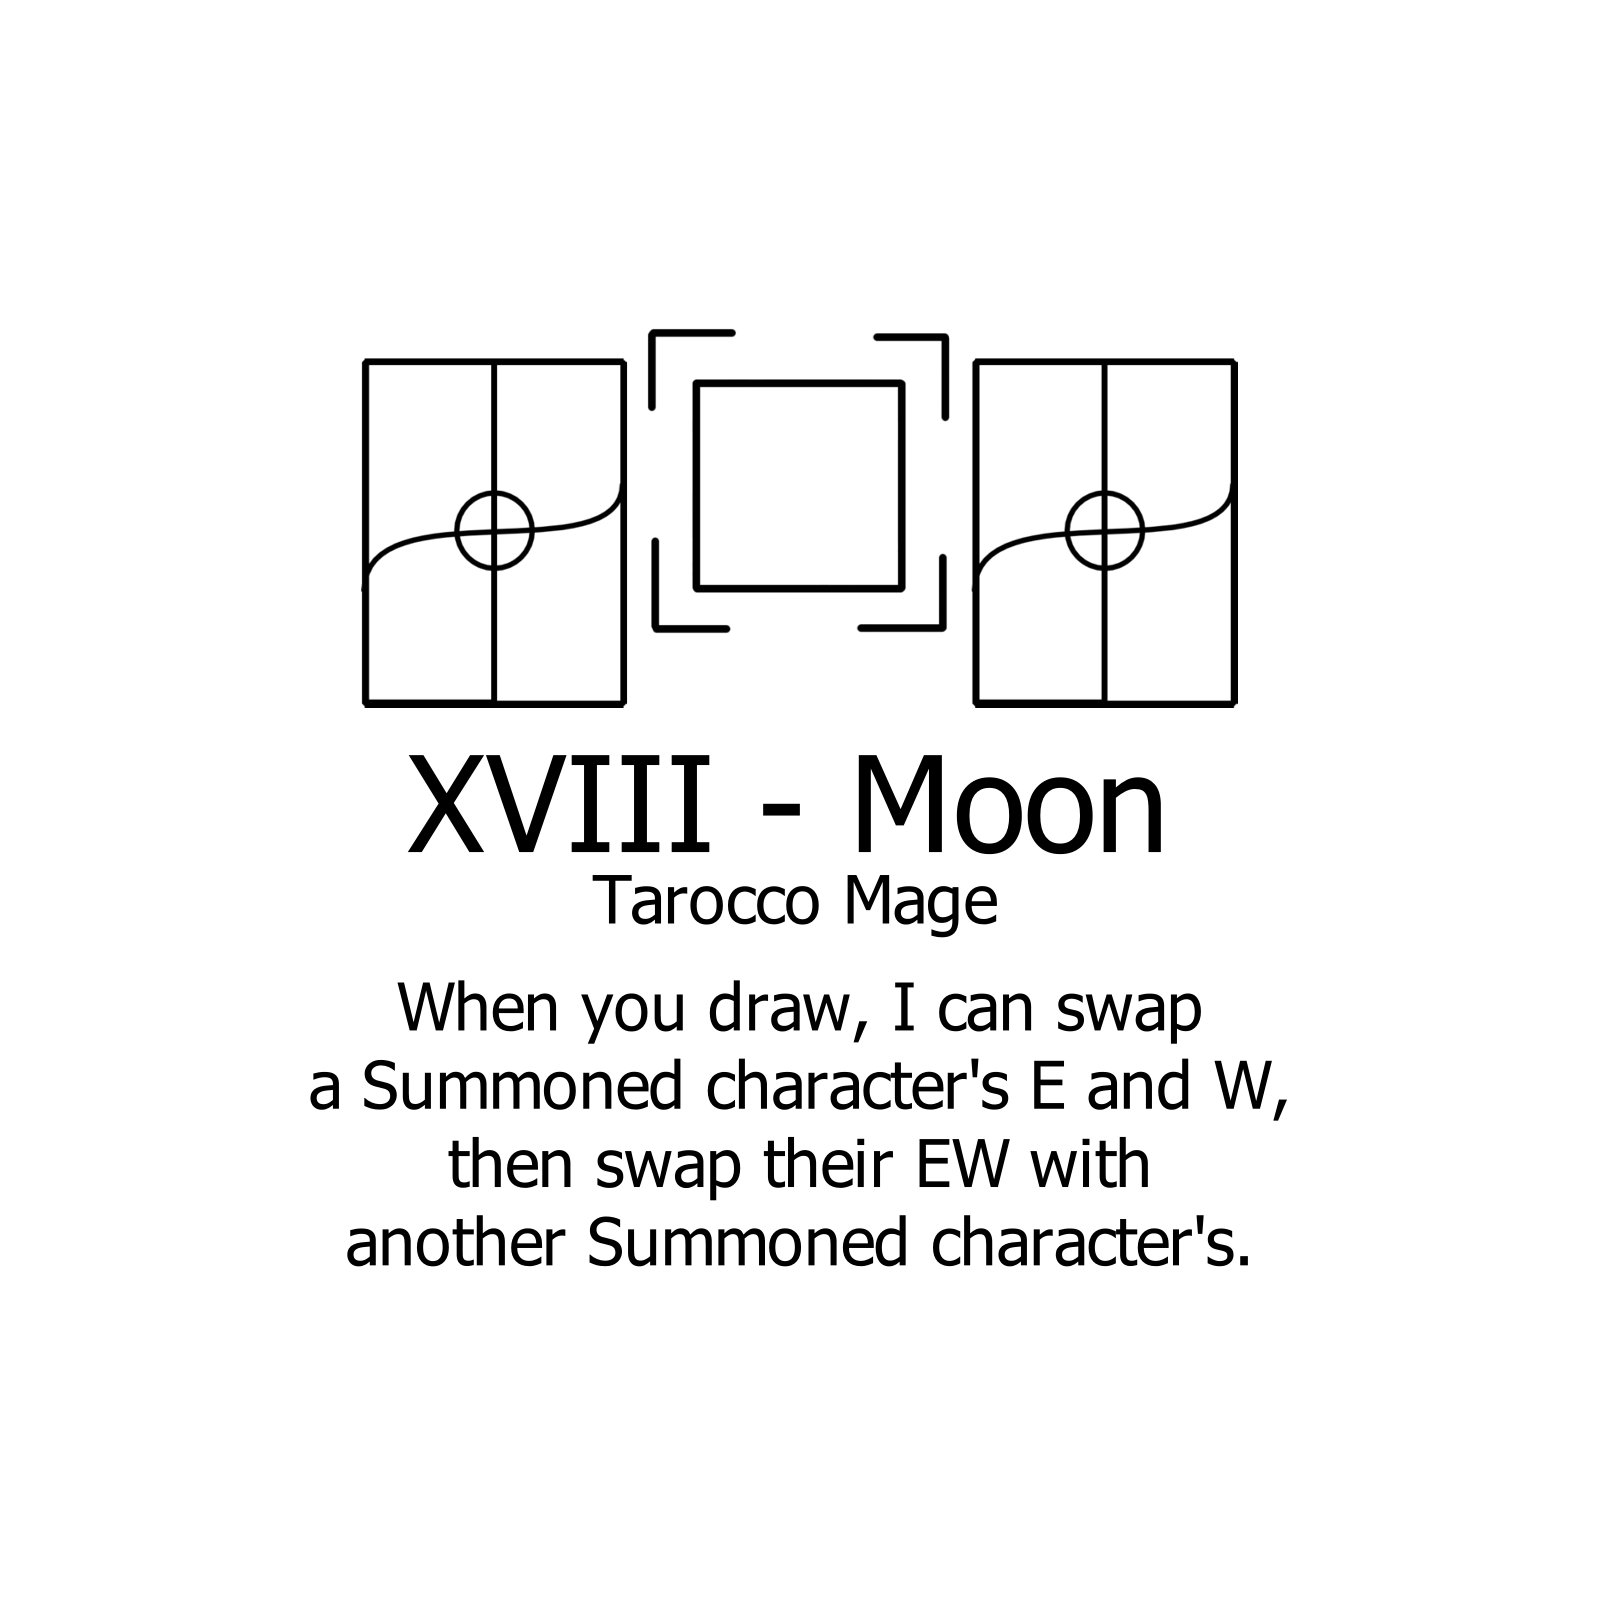 XVIII - Moon
Tarocco Mage
When you draw, I can swap
a Summoned character's E and W,
then swap their EW with
another Summoned character's.